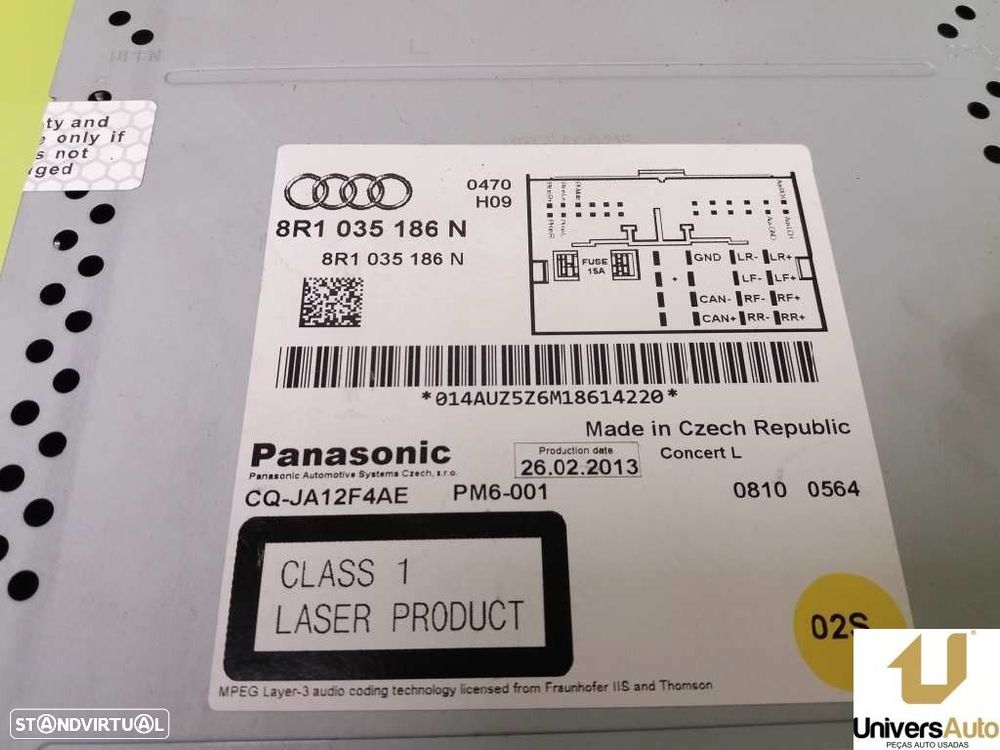 ty and
only if
s not
ged
0470
H09
8R1 035 186 N
8R1 035 186 N
FUSE
15A
+
GND LR- LR+
LF- LF+
CAN- RF- RF+
CAN+ RR- RR+
AuxGND
*014AUZ5Z6M18614220*
Made in Czech Republic
Panasonic
Panasonic Automotive Systems Czech, s.r.o.
Production date
26.02.2013
Concert L
CQ-JA12F4AE PM6-001
0810 0564
CLASS 1
LASER PRODUCT
02S
MPEG Layer-3 audio coding technology licensed from Fraunhofer IIS and Thomson
STANDVIRTUAL
UniversAuto
PEÇAS AUTO USADAS